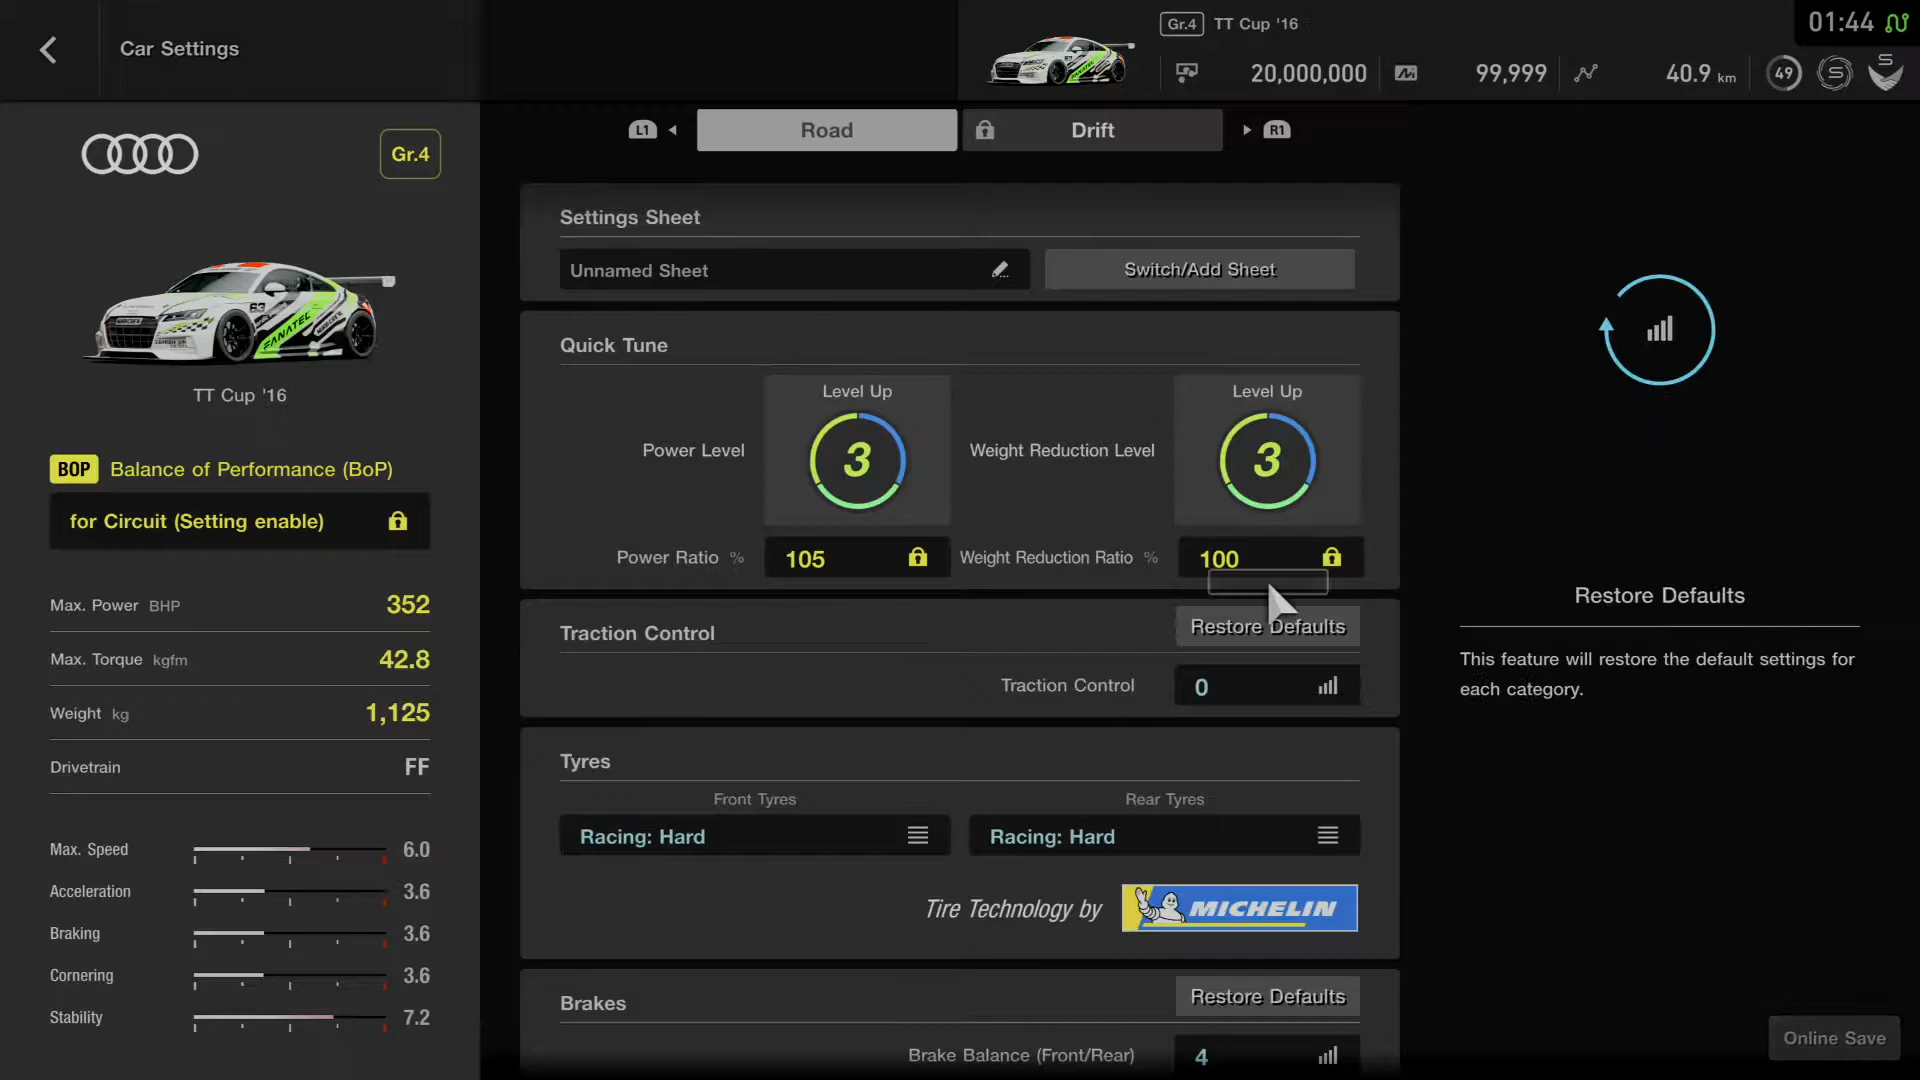 Car Settings
Gr.4 TT Cup '16
01:44
20,000,000
99,999
40.9 km
49
L1
Road
Drift
R1
Gr.4
TT Cup '16
BOP Balance of Performance (BoP)
for Circuit (Setting enable)
Max. Power BHP 352
Max. Torque kgfm 42.8
Weight kg 1,125
Drivetrain FF
Max. Speed 6.0
Acceleration 3.6
Braking 3.6
Cornering 3.6
Stability 7.2
Settings Sheet
Unnamed Sheet
Switch/Add Sheet
Quick Tune
Power Level
Level Up
3
Weight Reduction Level
Level Up
3
Power Ratio % 105
Weight Reduction Ratio % 100
Traction Control
Restore Defaults
Traction Control 0
Tyres
Front Tyres
Rear Tyres
Racing: Hard
Racing: Hard
Tire Technology by MICHELIN
Brakes
Restore Defaults
Brake Balance (Front/Rear) 4
Restore Defaults
This feature will restore the default settings for
each category.
Online Save
FANATEC
63